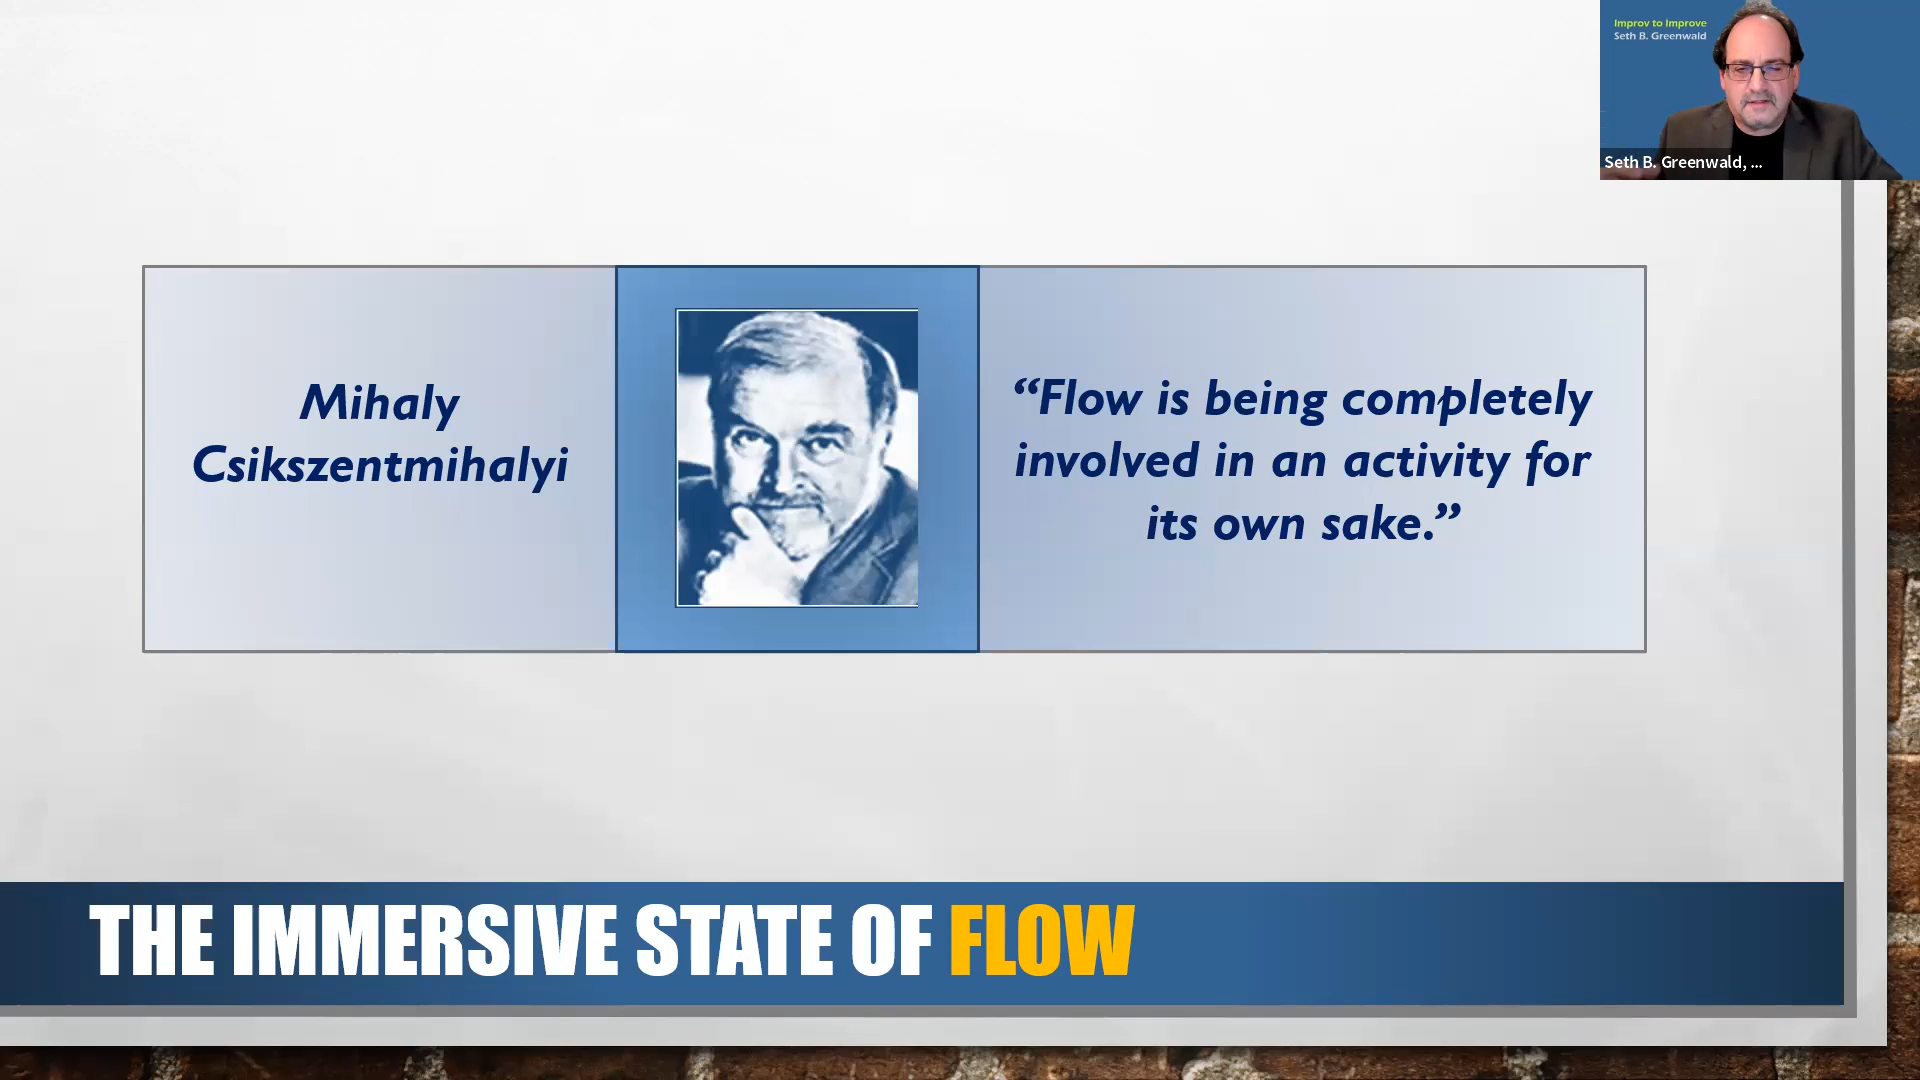 Improv to Improve
Seth B. Greenwald
Seth B. Greenwald, ...
Mihaly
Csikszentmihalyi
“Flow is being completely
involved in an activity for
its own sake.”
THE IMMERSIVE STATE OF FLOW